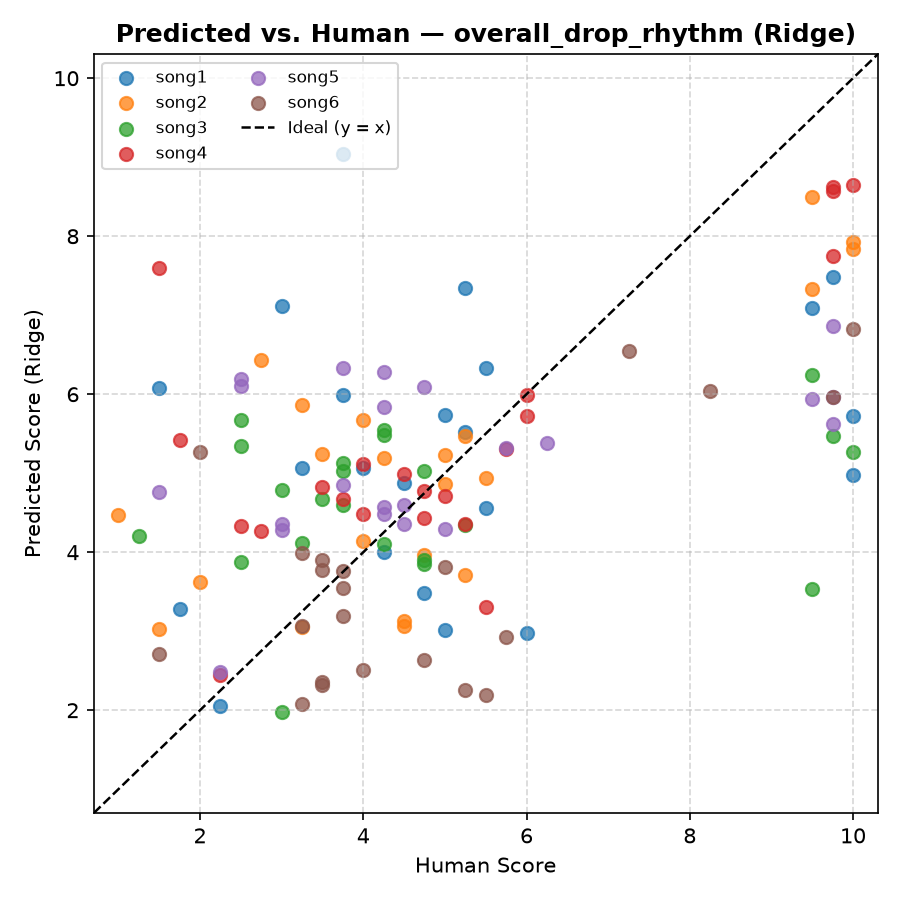 Predicted vs. Human — overall_drop_rhythm (Ridge)
song1
song2
song3
song4
song5
song6
Ideal (y = x)
10
8
6
4
2
Predicted Score (Ridge)
2 4 6 8 10
Human Score